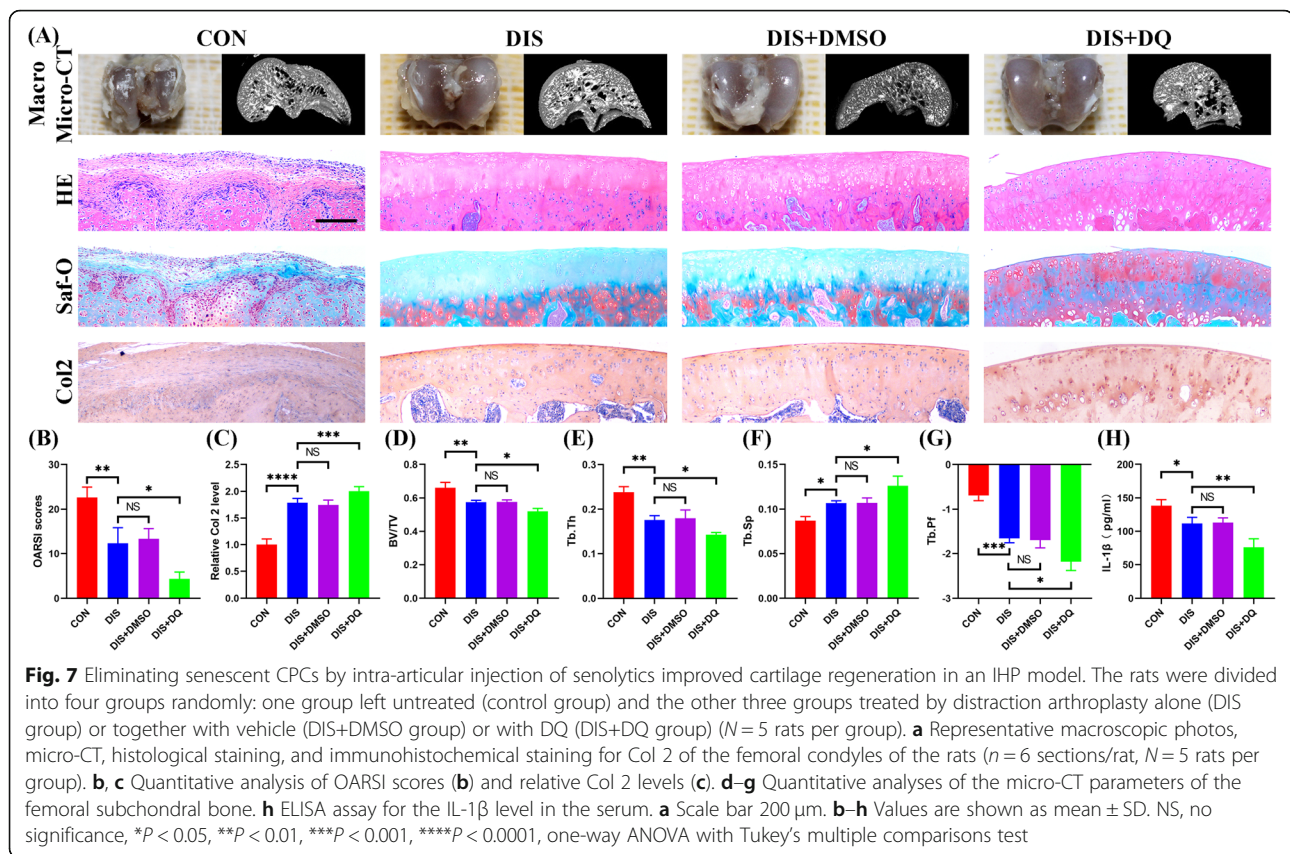 (A)
CON DIS DIS+DMSO DIS+DQ
Macro
Micro-CT
HE
Saf-O
Col2
(B) (C) (D) (E) (F) (G) (H)
OARSI scores
30
20
10
0
**
*
NS
CON DIS DIS+DMSO DIS+DQ
Relative Col 2 level
2.5
2.0
1.5
1.0
0.5
0.0
***
NS
****
CON DIS DIS+DMSO DIS+DQ
BV/TV
0.8
0.6
0.4
0.2
0.0
**
*
NS
CON DIS DIS+DMSO DIS+DQ
Tb.Th
0.3
0.2
0.1
0.0
**
*
NS
CON DIS DIS+DMSO DIS+DQ
Tb.Sp
0.15
0.10
0.05
0.00
*
NS
*
CON DIS DIS+DMSO DIS+DQ
Tb.Pf
0
-1
-2
-3
***
NS
*
CON DIS DIS+DMSO DIS+DQ
IL-1β ( pg/ml)
200
150
100
50
0
*
**
NS
CON DIS DIS+DMSO DIS+DQ
Fig. 7 Eliminating senescent CPCs by intra-articular injection of senolytics improved cartilage regeneration in an IHP model. The rats were divided
into four groups randomly: one group left untreated (control group) and the other three groups treated by distraction arthroplasty alone (DIS
group) or together with vehicle (DIS+DMSO group) or with DQ (DIS+DQ group) (N = 5 rats per group). a Representative macroscopic photos,
micro-CT, histological staining, and immunohistochemical staining for Col 2 of the femoral condyles of the rats (n = 6 sections/rat, N = 5 rats per
group). b, c Quantitative analysis of OARSI scores (b) and relative Col 2 levels (c). d–g Quantitative analyses of the micro-CT parameters of the
femoral subchondral bone. h ELISA assay for the IL-1β level in the serum. a Scale bar 200 μm. b–h Values are shown as mean ± SD. NS, no
significance, *P < 0.05, **P < 0.01, ***P < 0.001, ****P < 0.0001, one-way ANOVA with Tukey's multiple comparisons test